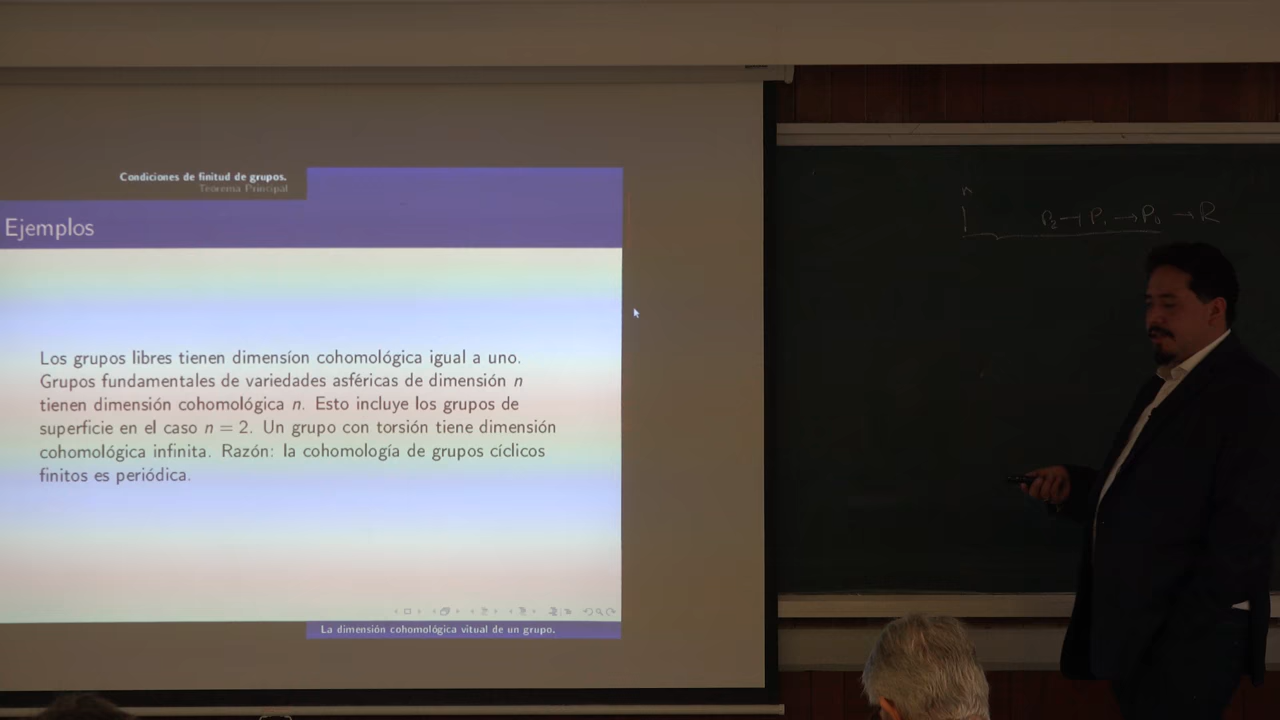 Condiciones de finitud de grupos.
Teorema Principal
Ejemplos
Los grupos libres tienen dimensíon cohomológica igual a uno.
Grupos fundamentales de variedades asféricas de dimensión n
tienen dimensión cohomológica n. Esto incluye los grupos de
superficie en el caso n = 2. Un grupo con torsión tiene dimensión
cohomológica infinita. Razón: la cohomología de grupos cíclicos
finitos es periódica.
La dimensión cohomológica vitual de un grupo.
n
P₂ → P₁ → P₀ → R